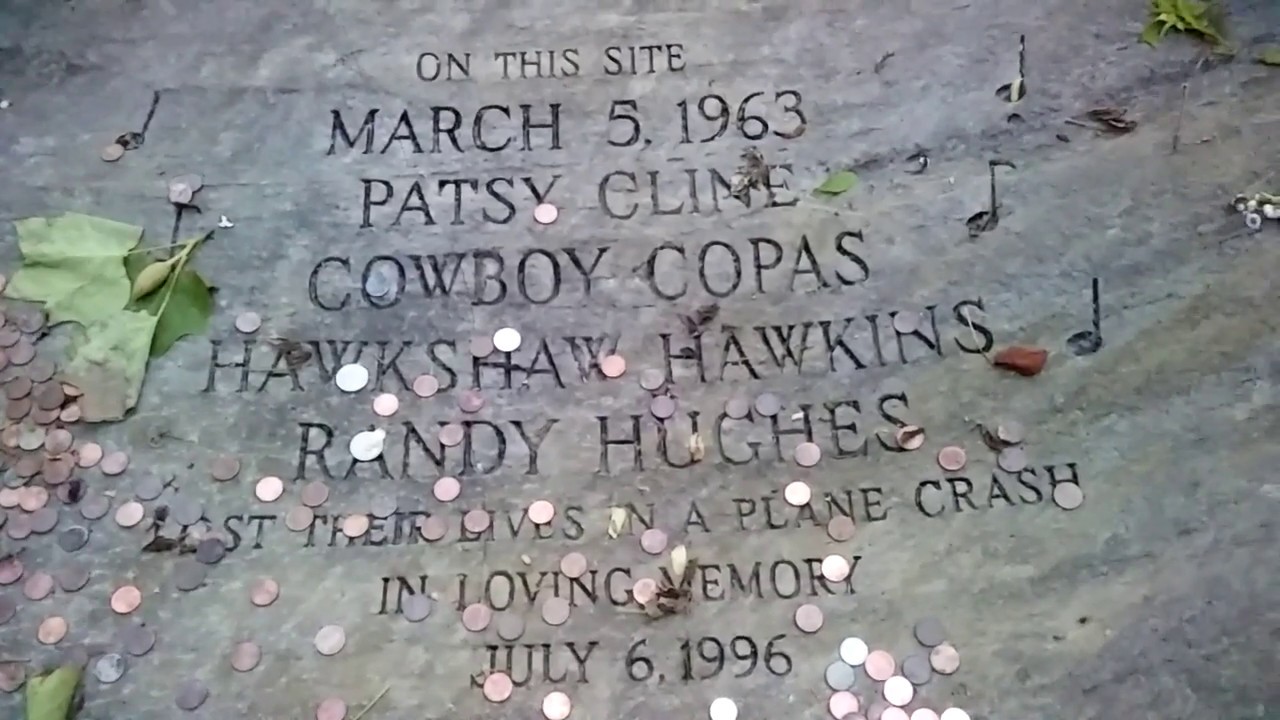 ON THIS SITE
MARCH 5, 1963
PATSY CLINE
COWBOY COPAS
HAWKSHAW HAWKINS
RANDY HUGHES
LOST THEIR LIVES IN A PLANE CRASH
IN LOVING MEMORY
JULY 6, 1996